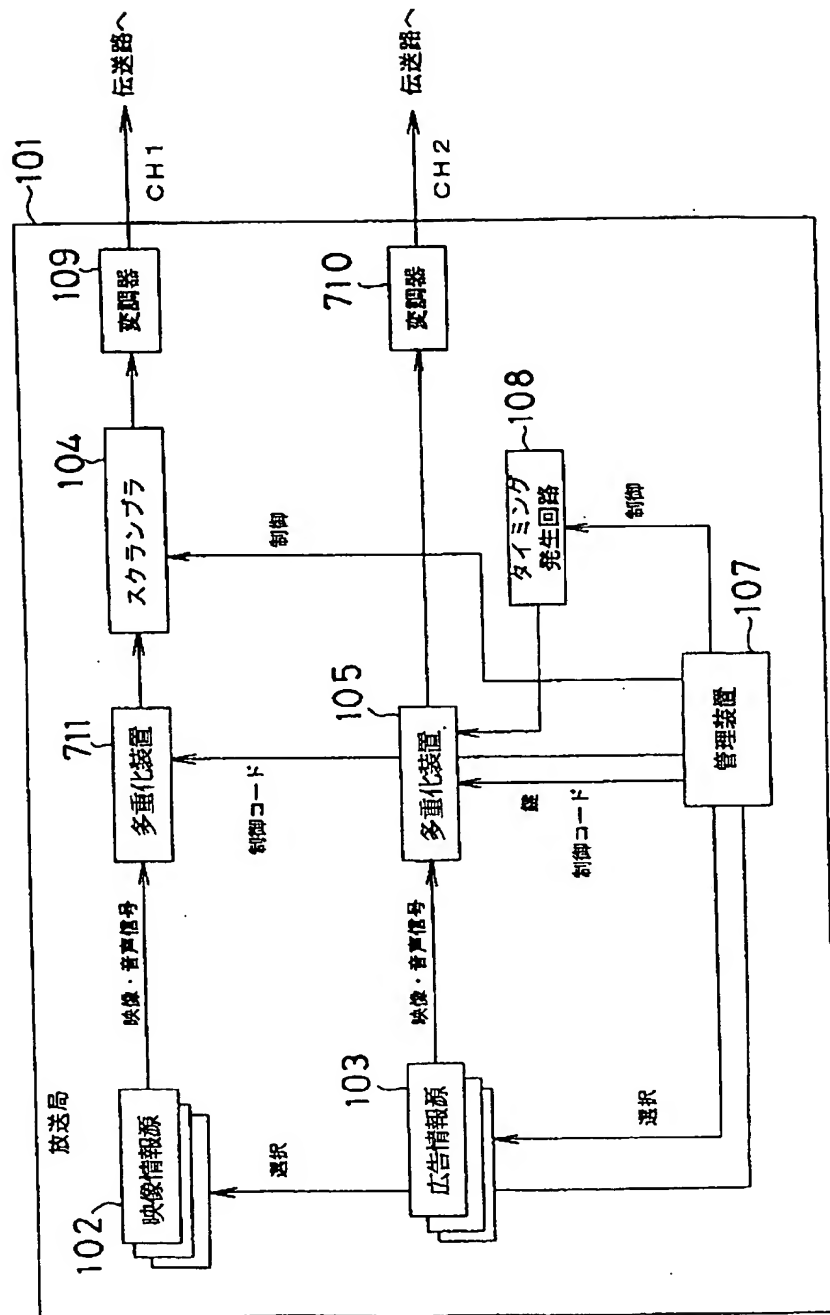 放送局
101
102
映像情報源
映像・音声信号
711
多重化装置
104
スクランブラ
109
変調器
CH1
伝送路へ
制御コード
制御
選択
103
広告情報源
映像・音声信号
105
多重化装置
710
変調器
CH2
伝送路へ
鍵
制御コード
108
タイミング
発生回路
制御
選択
107
管理装置